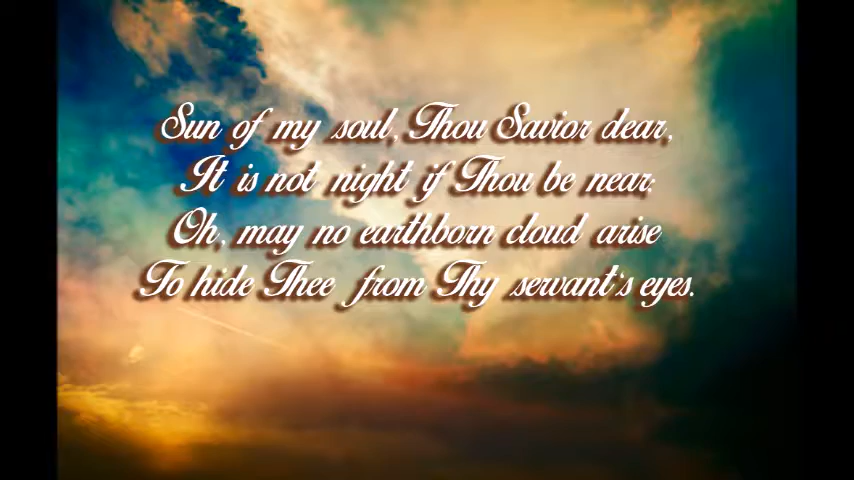 Sun of my soul, Thou Savior dear,
It is not night if Thou be near;
Oh, may no earthborn cloud arise
To hide Thee from Thy servant's eyes.